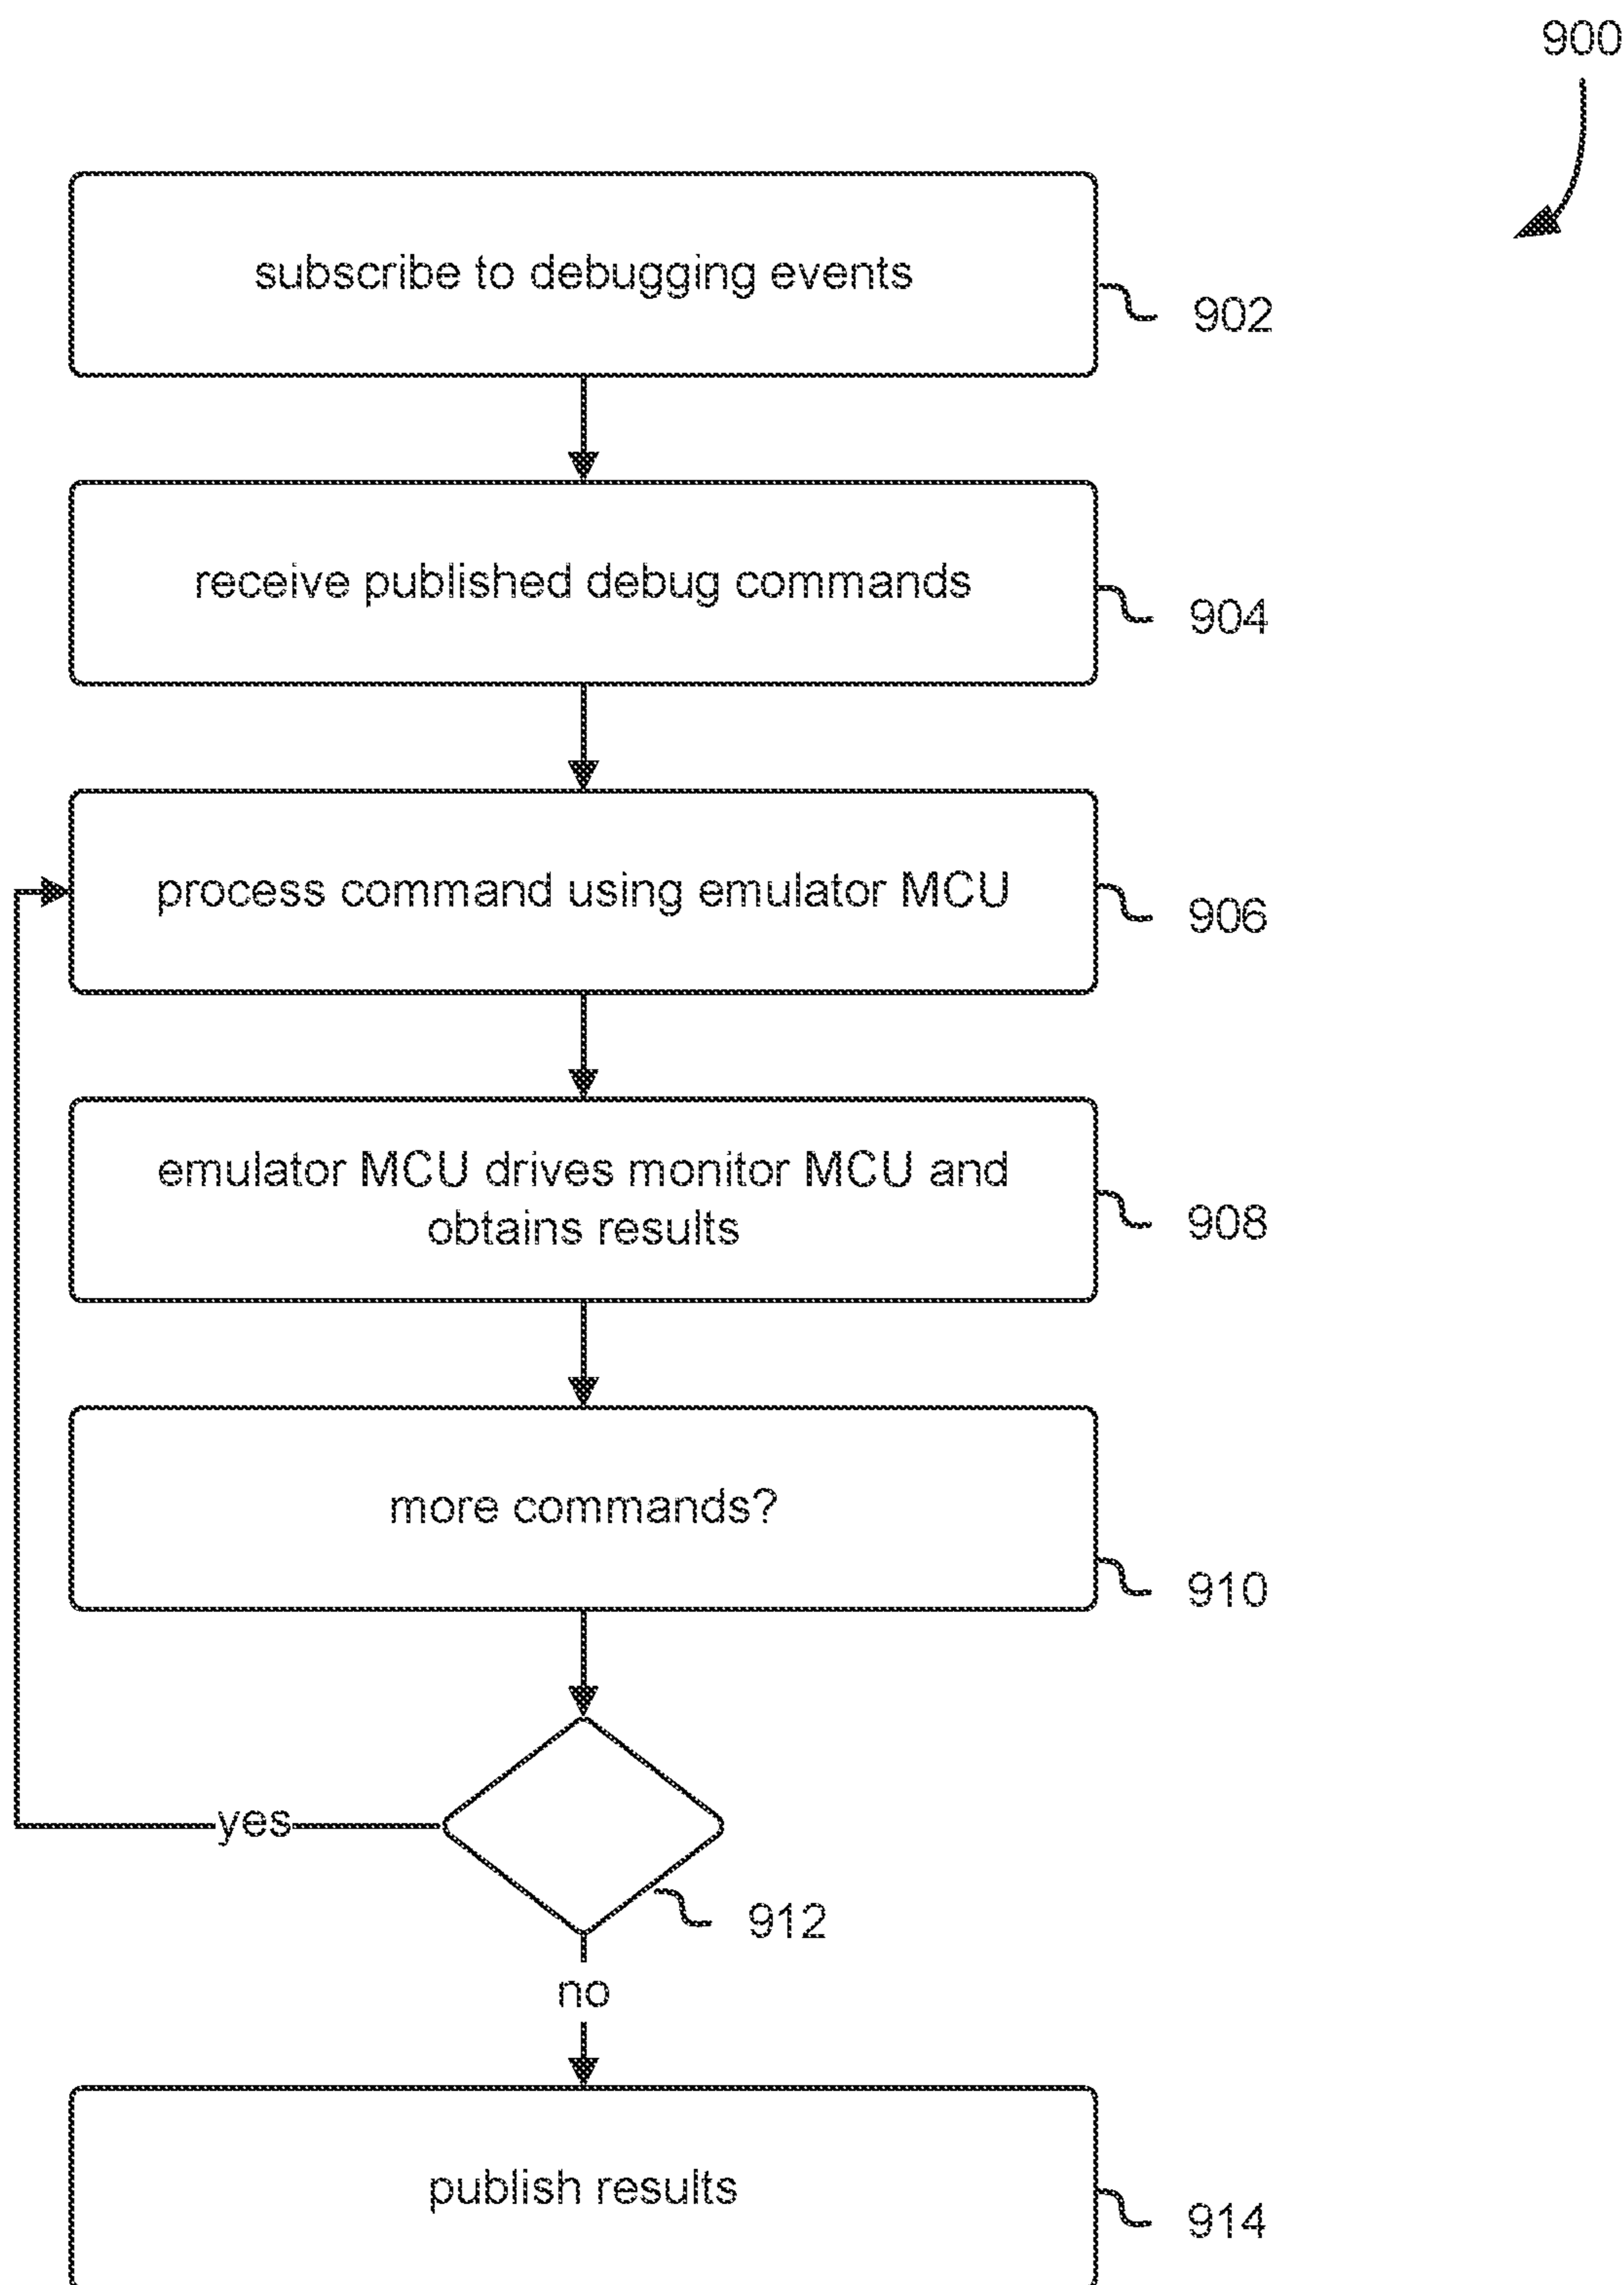 900
subscribe to debugging events
902
receive published debug commands
904
process command using emulator MCU
906
emulator MCU drives monitor MCU and
obtains results
908
more commands?
910
yes
912
no
publish results
914